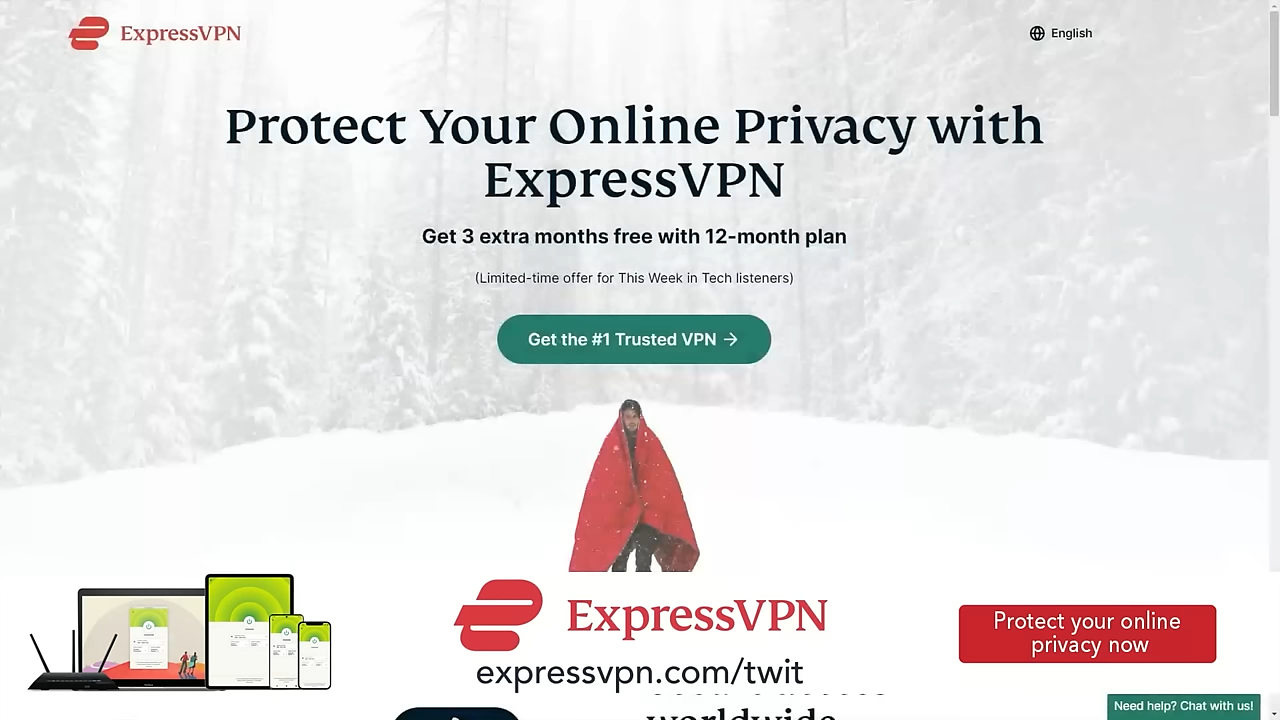 ExpressVPN
English
Protect Your Online Privacy with
ExpressVPN
Get 3 extra months free with 12-month plan
(Limited-time offer for This Week in Tech listeners)
Get the #1 Trusted VPN →
ExpressVPN
expressvpn.com/twit
Protect your online
privacy now
worldwide
Need help? Chat with us!